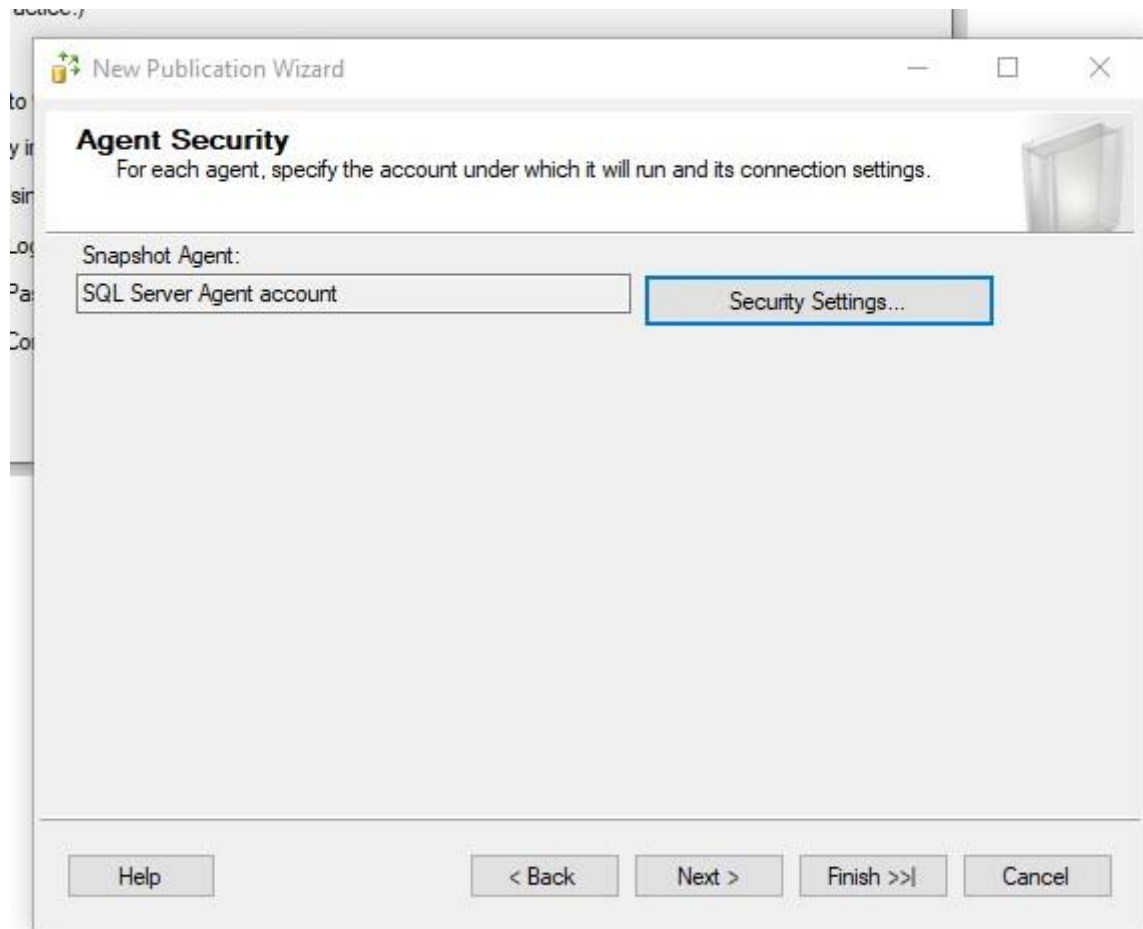 New Publication Wizard
to
Agent Security
For each agent, specify the account under which it will run and its connection settings.
Snapshot Agent:
SQL Server Agent account
Security Settings...
Help
< Back
Next >
Finish >>|
Cancel